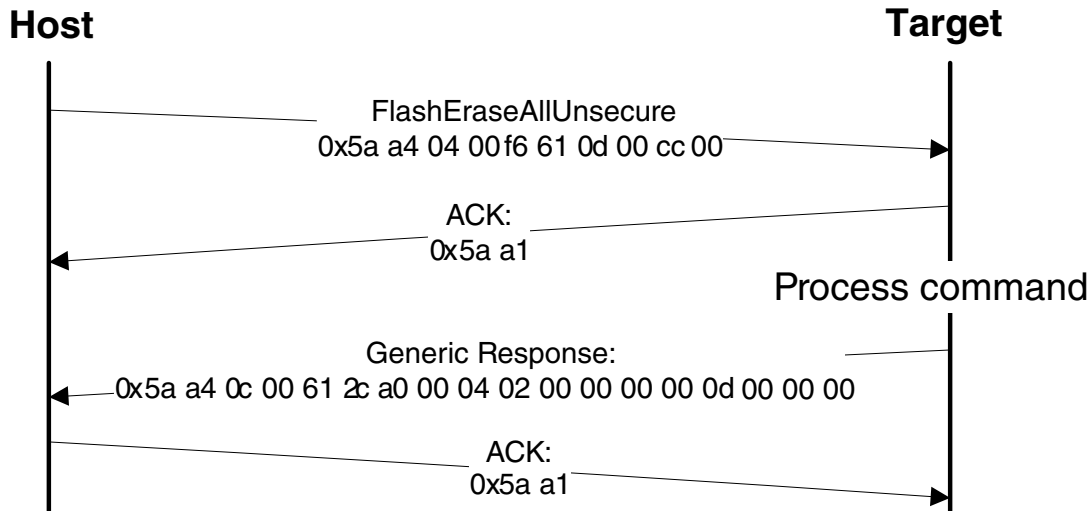 Host
Target
FlashEraseAllUnsecure
0x5a a4 04 00 f6 61 0d 00 cc 00
ACK:
0x5a a1
Process command
Generic Response:
0x5a a4 0c 00 61 2c a0 00 04 02 00 00 00 00 0d 00 00 00
ACK:
0x5a a1